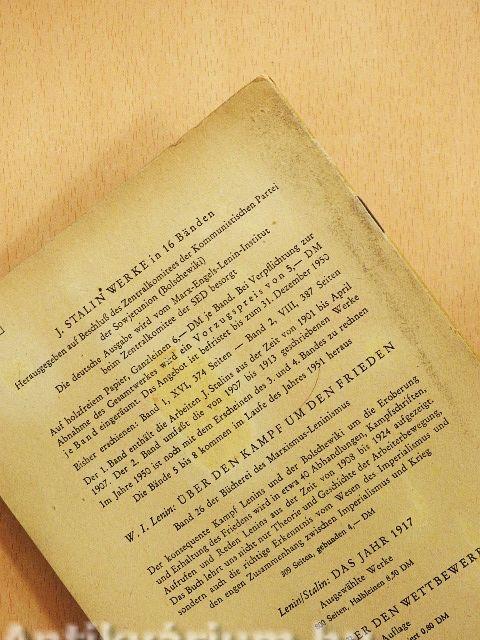 J. STALIN WERKE in 16 Bänden
Herausgegeben auf Beschluß des Zentralkomitees der Kommunistischen Partei
der Sowjetunion (Bolschewiki)
Die deutsche Ausgabe wird vom Marx-Engels-Lenin-Institut
beim Zentralkomitee der SED besorgt
Auf holzfreiem Papier, Ganzleinen 6,— DM je Band. Bei Verpflichtung zur
Abnahme des Gesamtwerkes wird ein Vorzugspreis von 5,— DM
je Band eingeräumt. Das Angebot ist befristet bis zum 31. Dezember 1950
Bisher erschienen: Band 1, XVI, 374 Seiten — Band 2, VIII, 387 Seiten
Der 1. Band enthält die Arbeiten J. Stalins aus der Zeit von 1901 bis April
1907. Der 2. Band umfaßt die von 1907 bis 1913 geschriebenen Werke
Im Jahre 1950 ist noch mit dem Erscheinen des 3. und 4. Bandes zu rechnen
Die Bände 5 bis 8 kommen im Laufe des Jahres 1951 heraus
W. I. Lenin: ÜBER DEN KAMPF UM DEN FRIEDEN
Band 26 der Bücherei des Marxismus-Leninismus
Der konsequente Kampf Lenins und der Bolschewiki um die Eroberung
und Erhaltung des Friedens wird in etwa 40 Abhandlungen, Kampfschriften,
Aufrufen und Reden Lenins aus der Zeit von 1905 bis 1924 aufgezeigt.
Das Buch lehrt uns nicht nur Theorie und Geschichte der Arbeiterbewegung,
sondern auch die richtige Erkenntnis vom Wesen des Imperialismus und
den engen Zusammenhang zwischen Imperialismus und Krieg
399 Seiten, gebunden 4,— DM
Lenin/Stalin: DAS JAHR 1917
Ausgewählte Werke
Seiten, Halbleinen 8,50 DM
ÜBER DEN WETTBEWERB
Auflage
0.80 DM
Antikvárium.hu